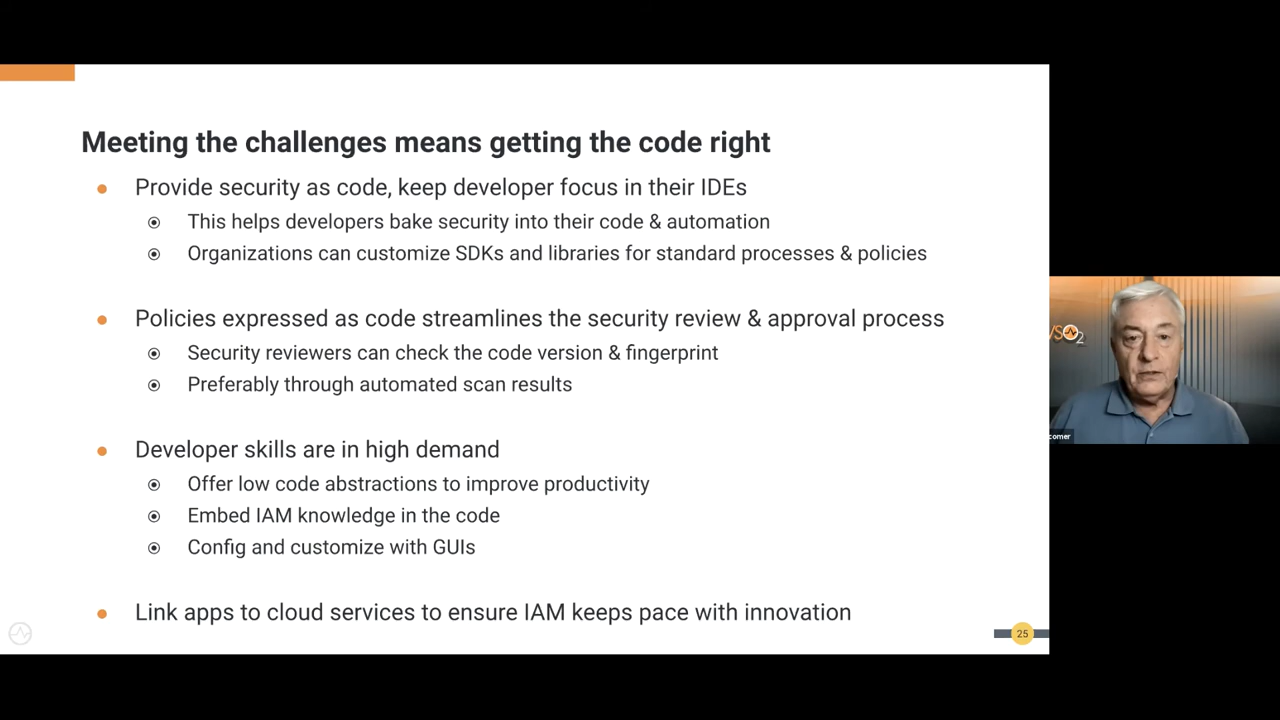 Meeting the challenges means getting the code right
Provide security as code, keep developer focus in their IDEs
This helps developers bake security into their code & automation
Organizations can customize SDKs and libraries for standard processes & policies
Policies expressed as code streamlines the security review & approval process
Security reviewers can check the code version & fingerprint
Preferably through automated scan results
Developer skills are in high demand
Offer low code abstractions to improve productivity
Embed IAM knowledge in the code
Config and customize with GUIs
Link apps to cloud services to ensure IAM keeps pace with innovation
25
SO2
comer